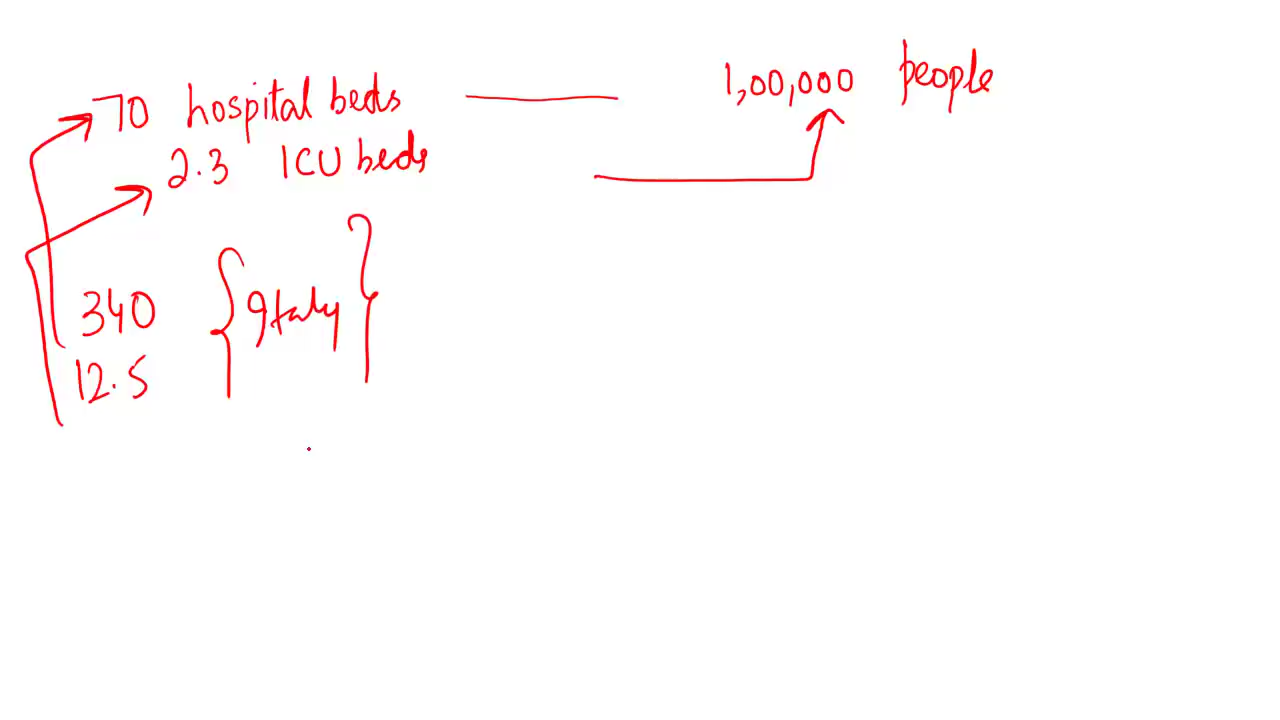 70 hospital beds 1,00,000 people
2.3 ICU beds
340
12.5
Italy